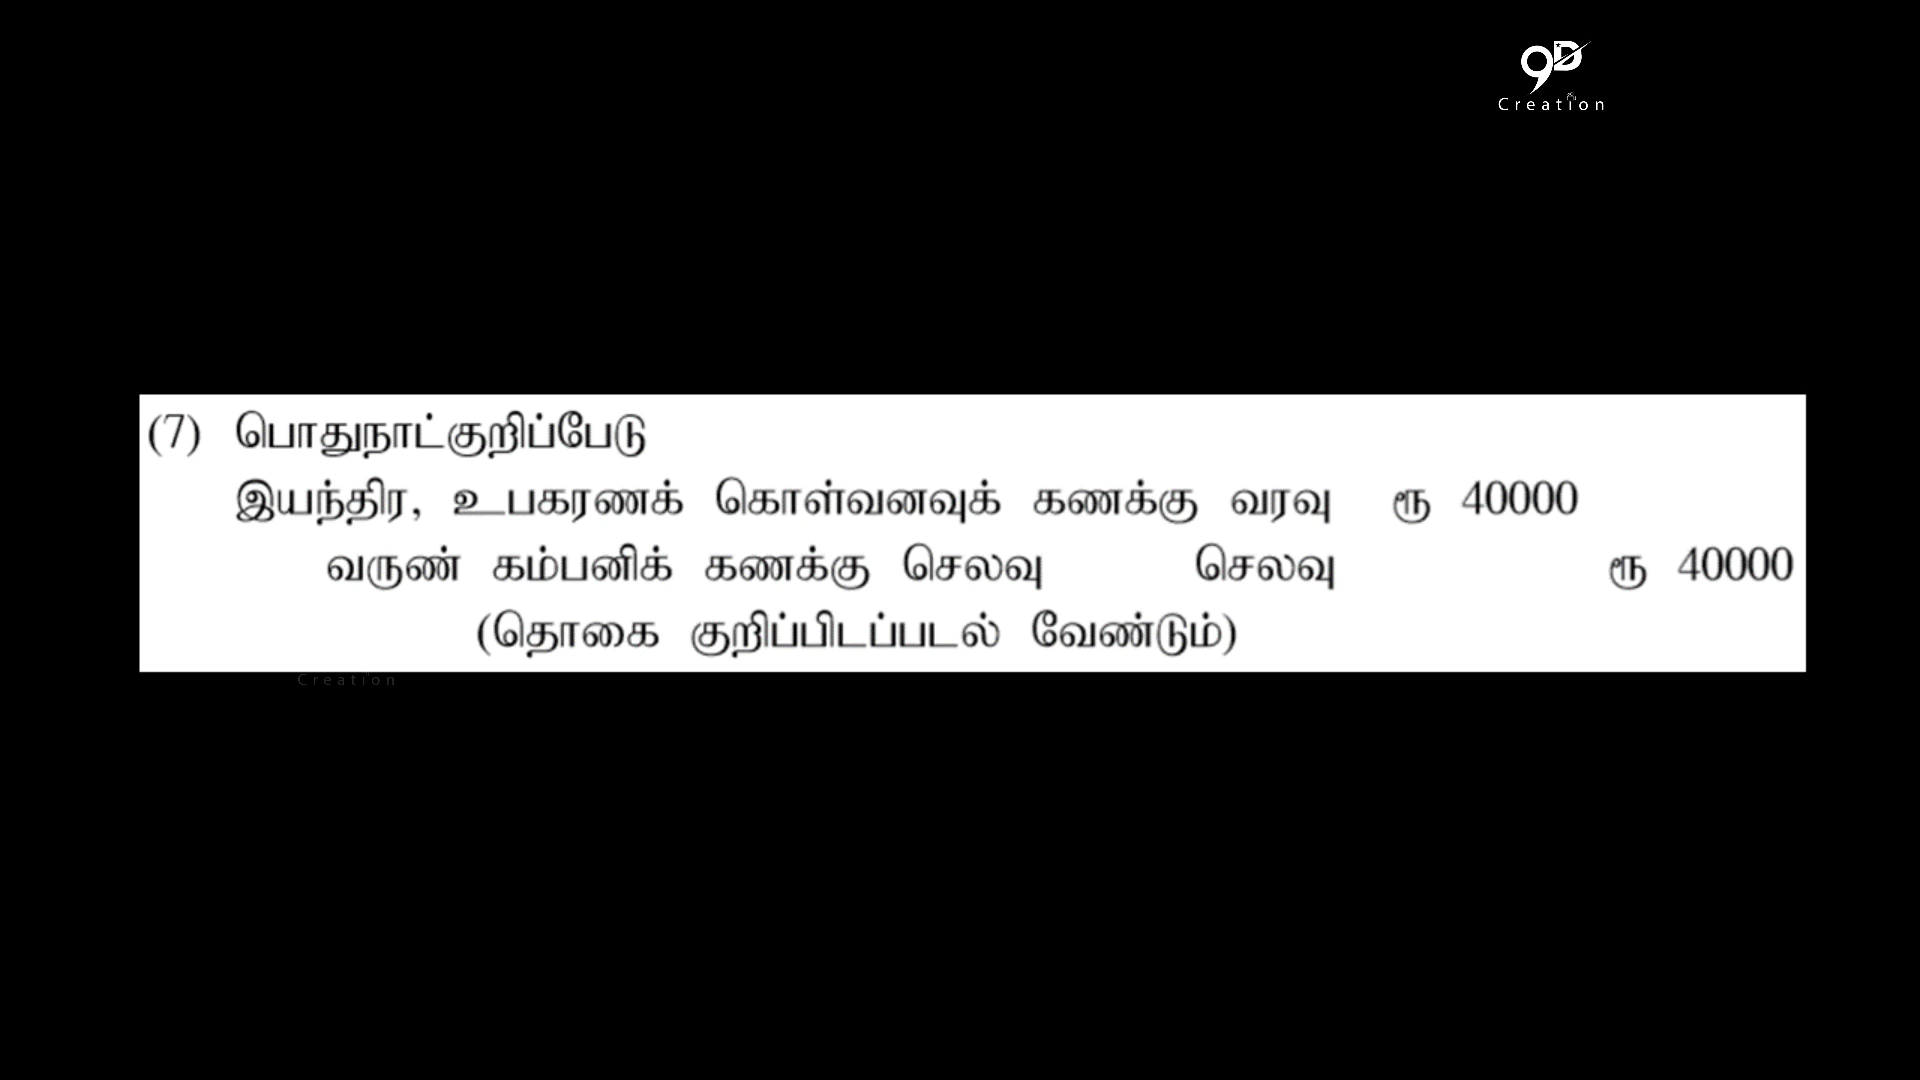 9D
Creation
(7) பொதுநாட்குறிப்பேடு
இயந்திர, உபகரணக் கொள்வனவுக் கணக்கு வரவு ரூ 40000
வருண் கம்பனிக் கணக்கு செலவு செலவு ரூ 40000
(தொகை குறிப்பிடப்படல் வேண்டும்)
Creation